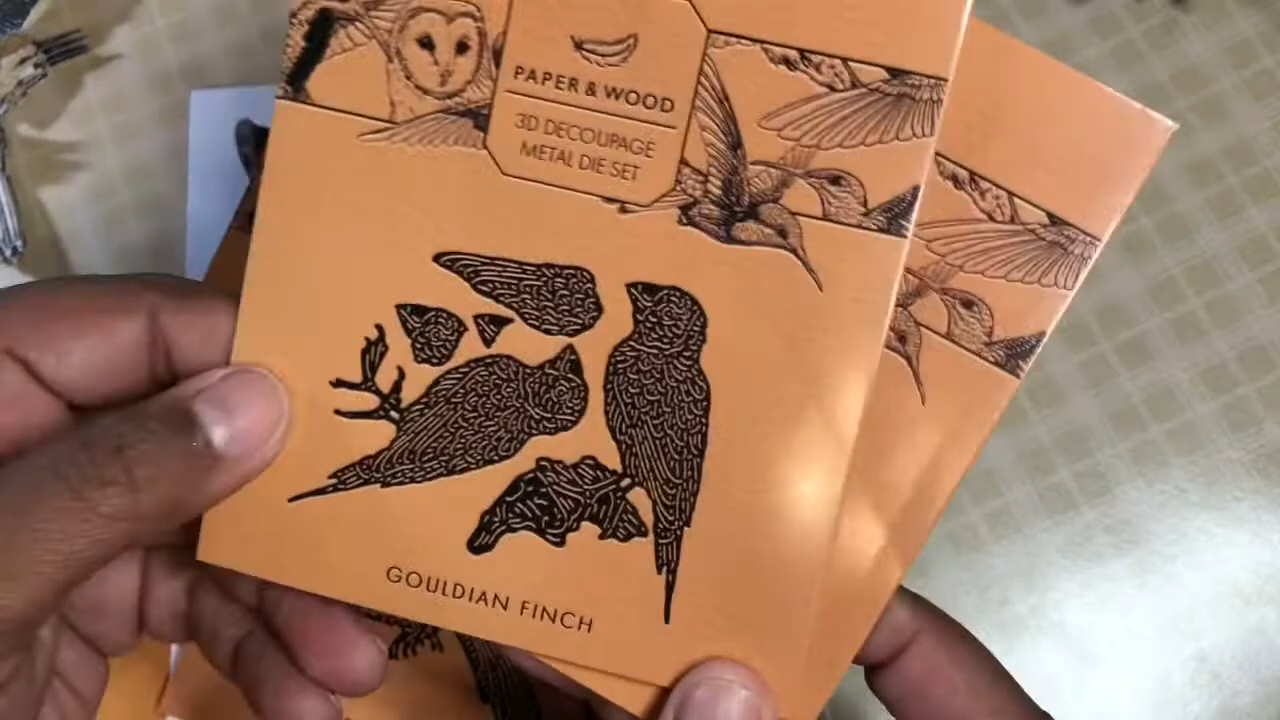 PAPER & WOOD
3D DECOUPAGE
METAL DIE SET
GOULDIAN FINCH